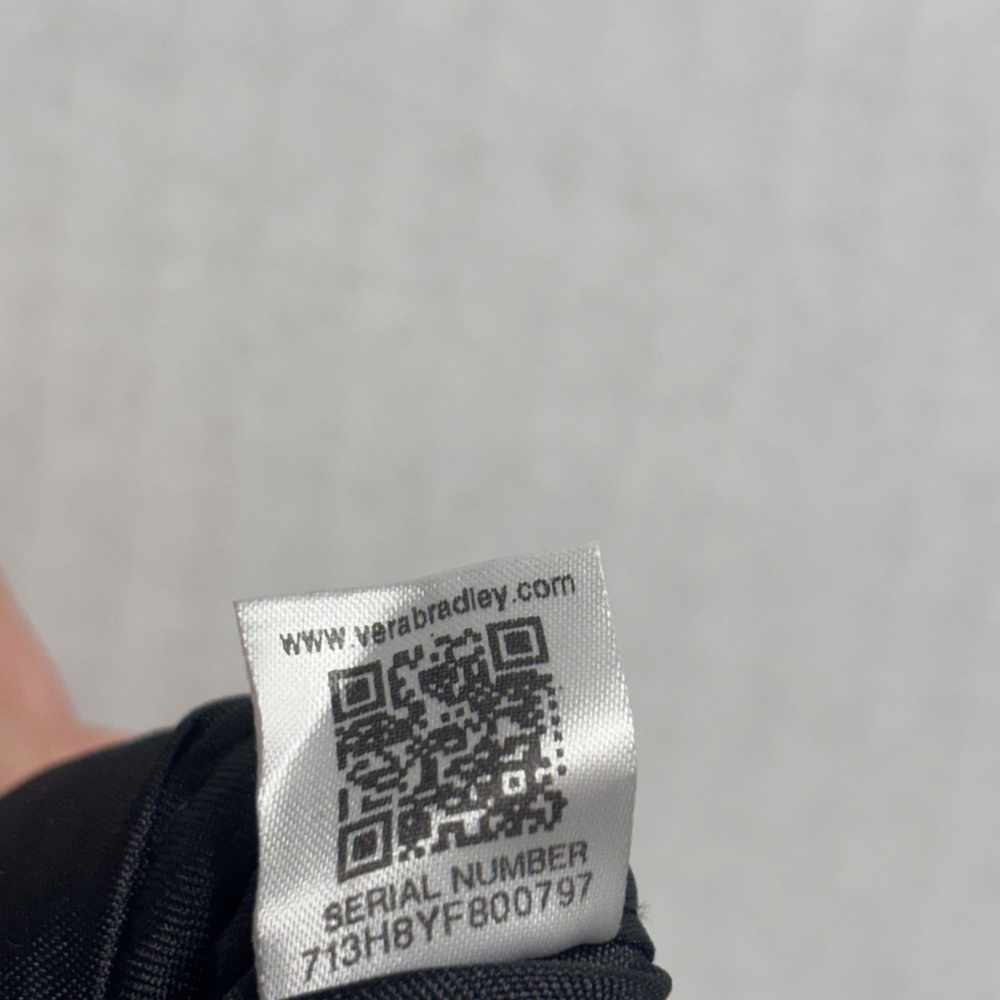 www.verabradley.com
SERIAL NUMBER
713H8YF800797